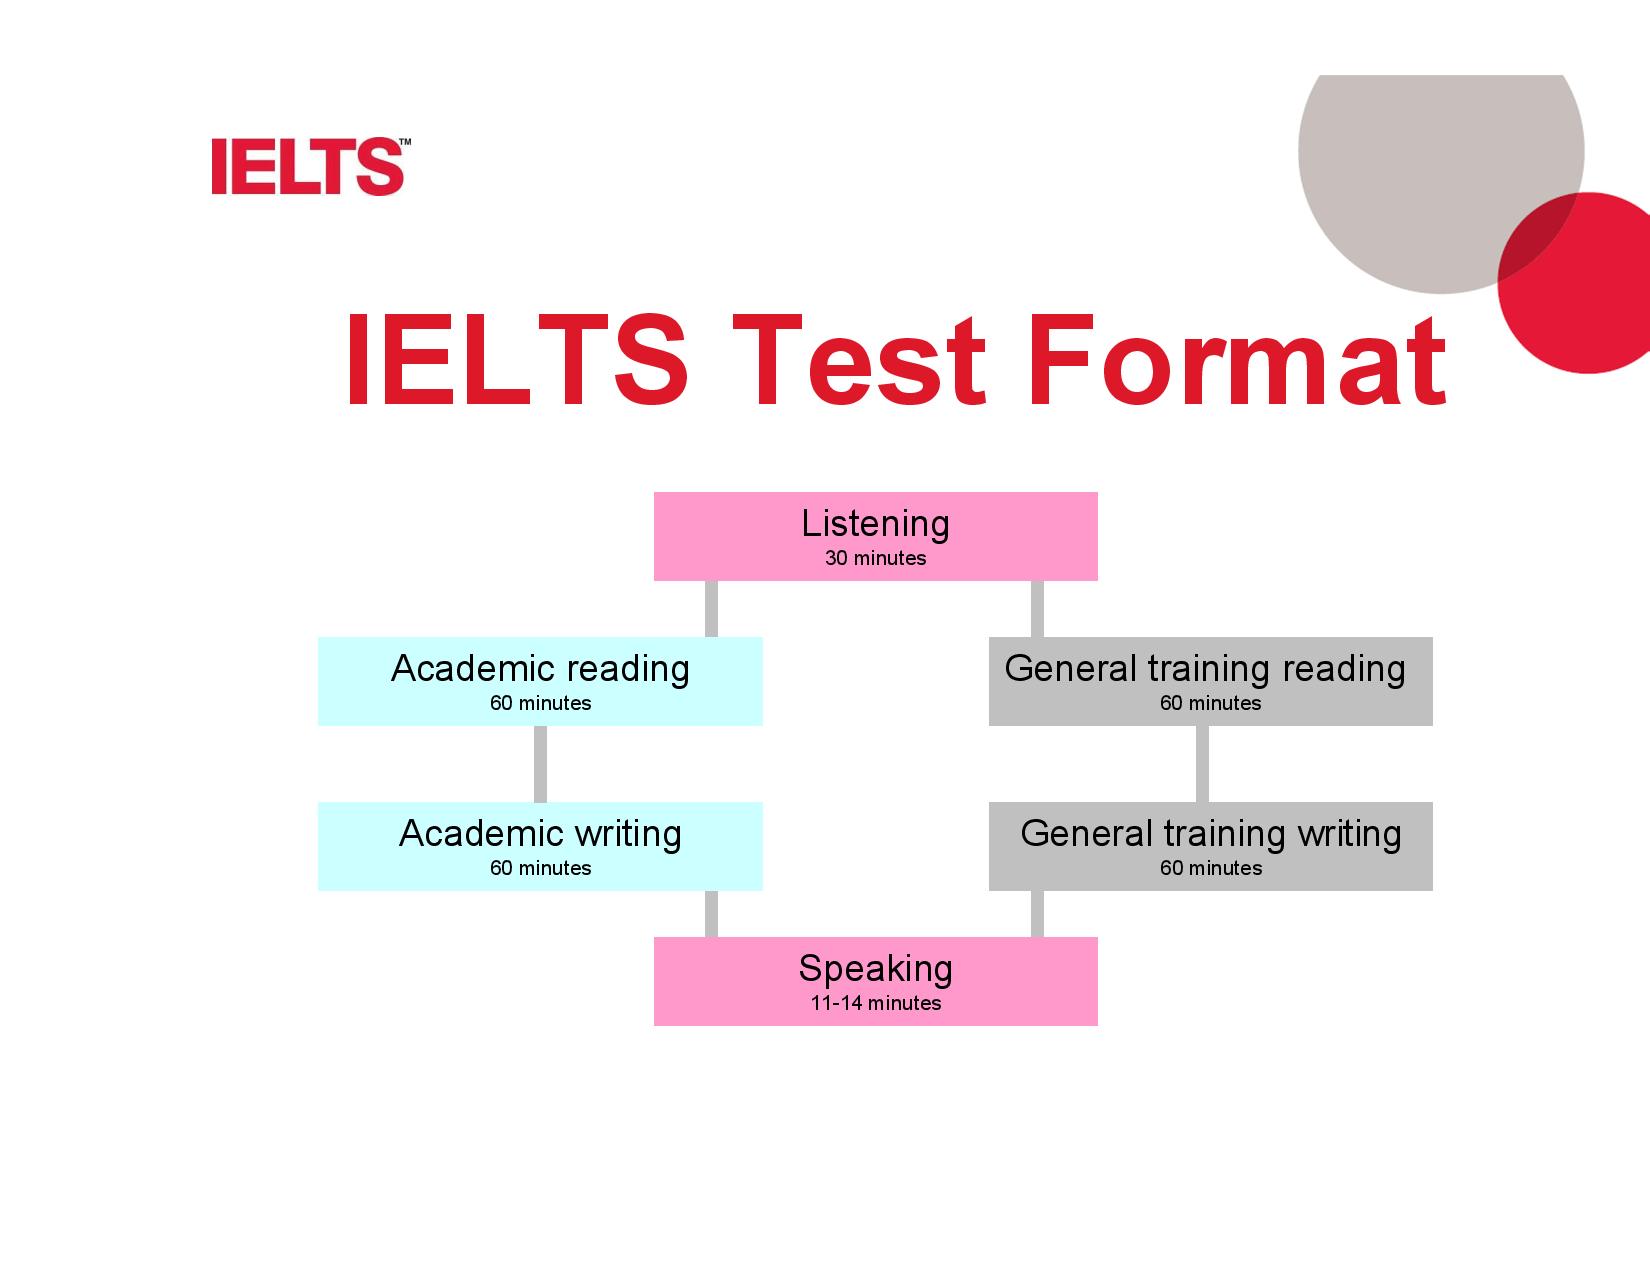 IELTS™
IELTS Test Format
Listening
30 minutes
Academic reading
60 minutes
General training reading
60 minutes
Academic writing
60 minutes
General training writing
60 minutes
Speaking
11-14 minutes